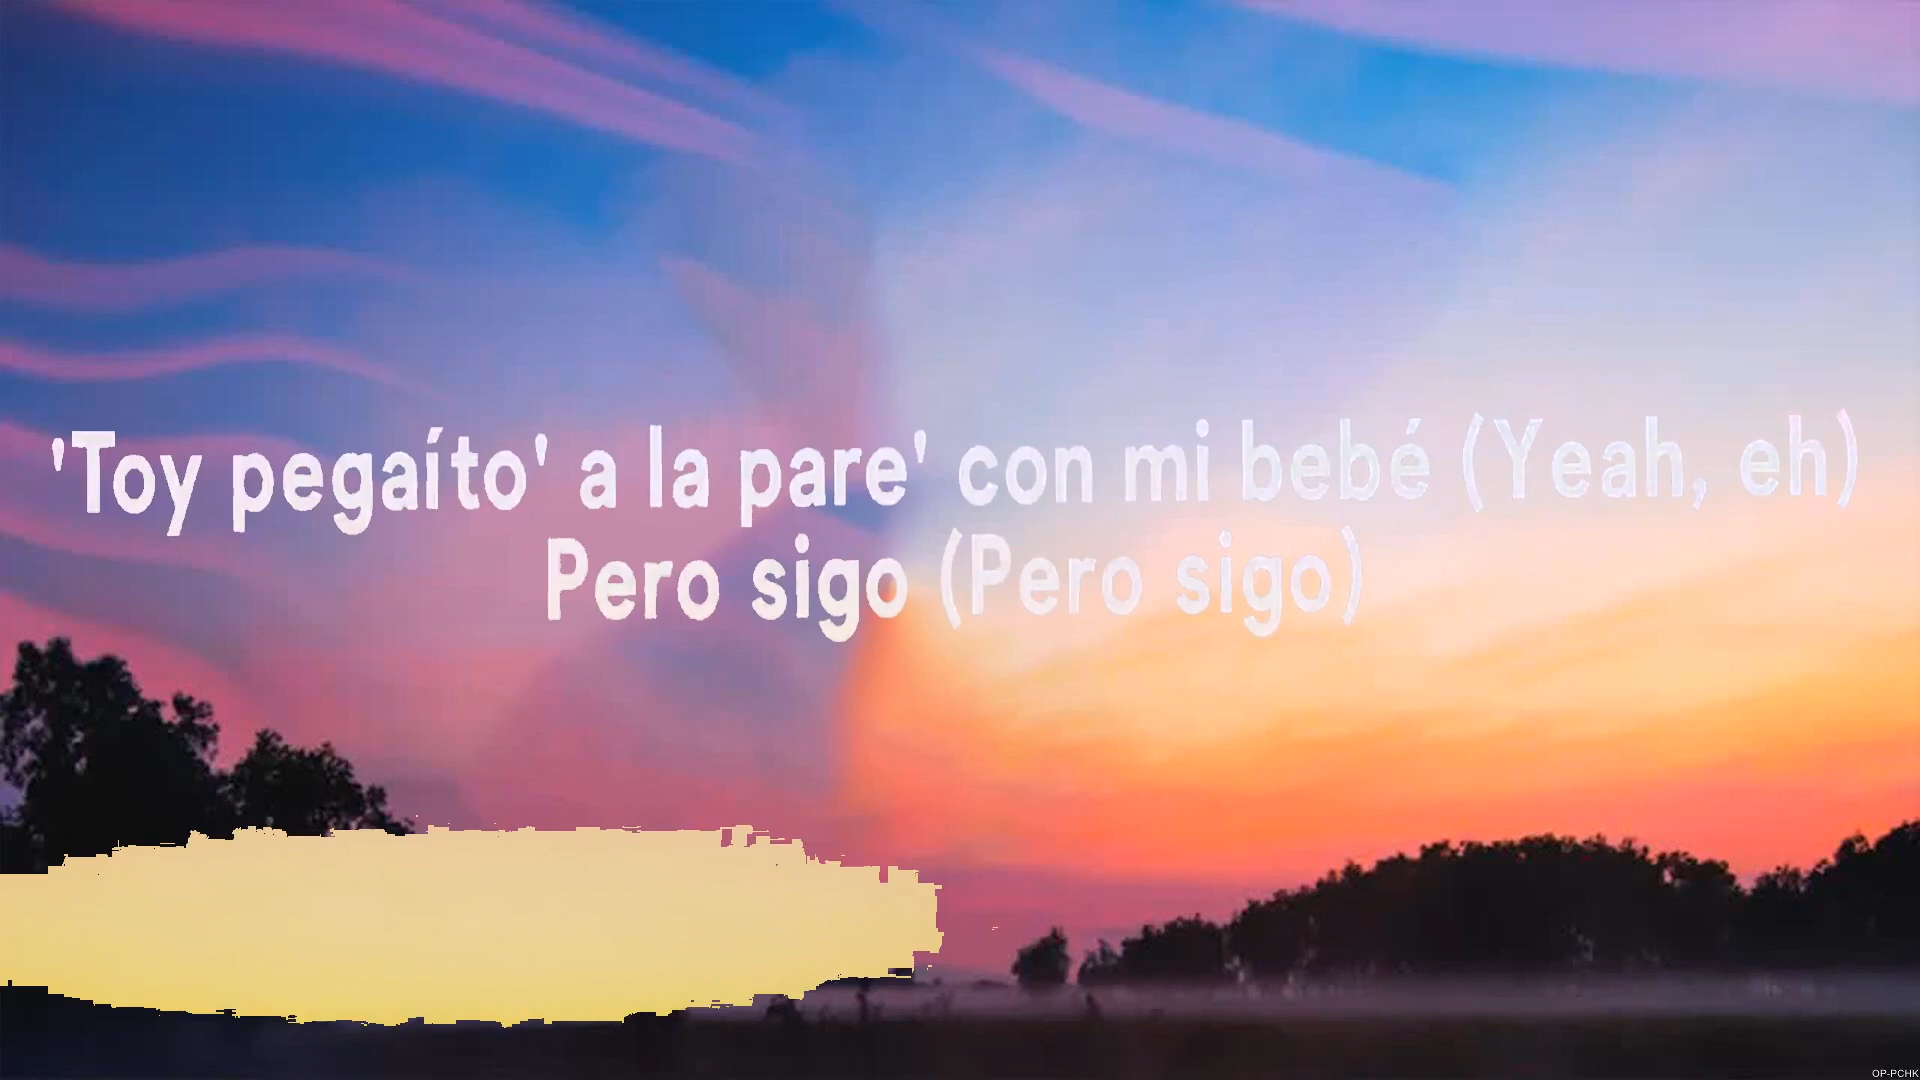 'Toy pegaíto' a la pare' con mi bebé (Yeah, eh)
Pero sigo (Pero sigo)
OP-PCHK